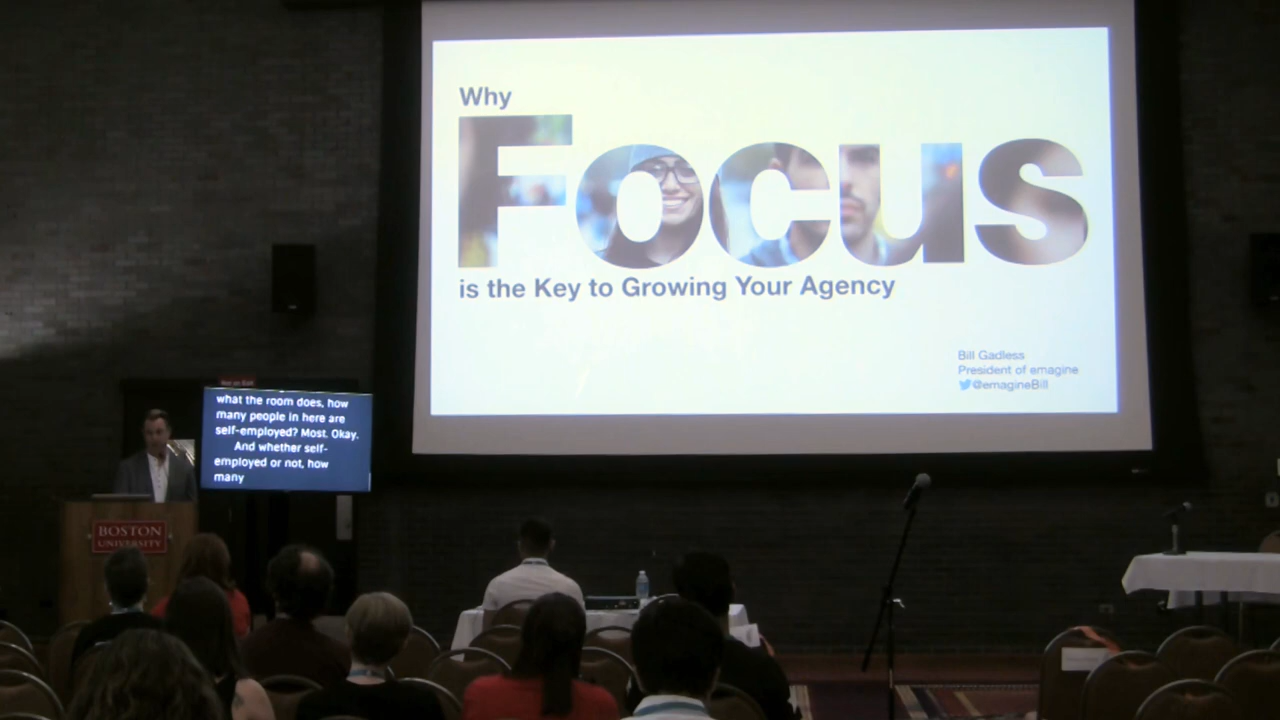 Why
Focus
is the Key to Growing Your Agency
Bill Gadless
President of emagine
@emagineBill
what the room does, how
many people in here are
self-employed? Most. Okay.
And whether self-
employed or not, how
many
BOSTON
UNIVERSITY